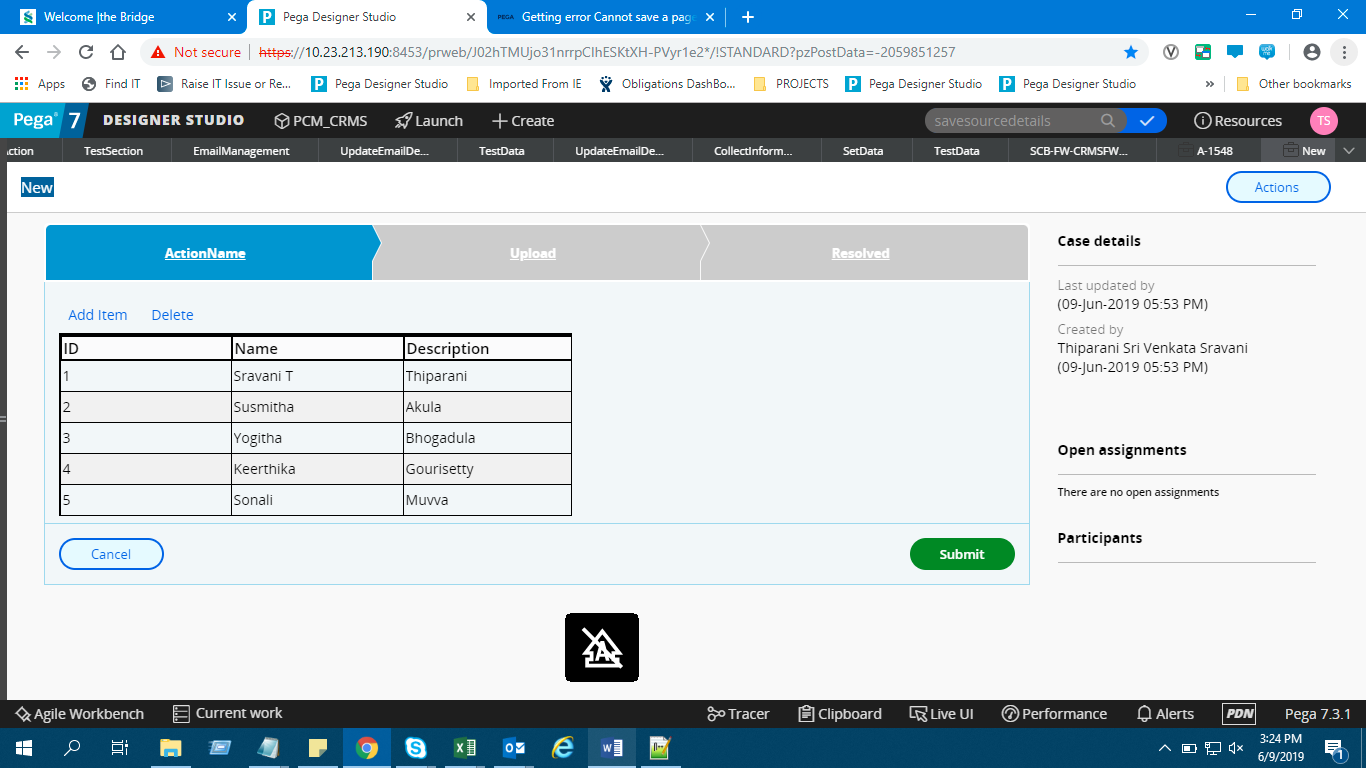 Welcome |the Bridge
Pega Designer Studio
PEGA Getting error Cannot save a pag
Not secure | https://10.23.213.190:8453/prweb/J02hTMUjo31nrrpCIhESKtXH-PVyr1e2*/!STANDARD?pzPostData=-2059851257
Apps Find IT Raise IT Issue or Re... Pega Designer Studio Imported From IE Obligations DashBo... PROJECTS Pega Designer Studio Pega Designer Studio » Other bookmarks
Pega 7 DESIGNER STUDIO PCM_CRMS Launch Create savesourcedetails Resources TS
ction TestSection EmailManagement UpdateEmailDe... TestData UpdateEmailDe... CollectInform... SetData TestData SCB-FW-CRMSFW... A-1548 New
New
Actions
ActionName Upload Resolved
Add Item Delete
ID Name Description
1 Sravani T Thiparani
2 Susmitha Akula
3 Yogitha Bhogadula
4 Keerthika Gourisetty
5 Sonali Muvva
Cancel Submit
Case details
Last updated by
(09-Jun-2019 05:53 PM)
Created by
Thiparani Sri Venkata Sravani
(09-Jun-2019 05:53 PM)
Open assignments
There are no open assignments
Participants
A
Agile Workbench Current work Tracer Clipboard Live UI Performance Alerts PDN Pega 7.3.1
3:24 PM
6/9/2019
1